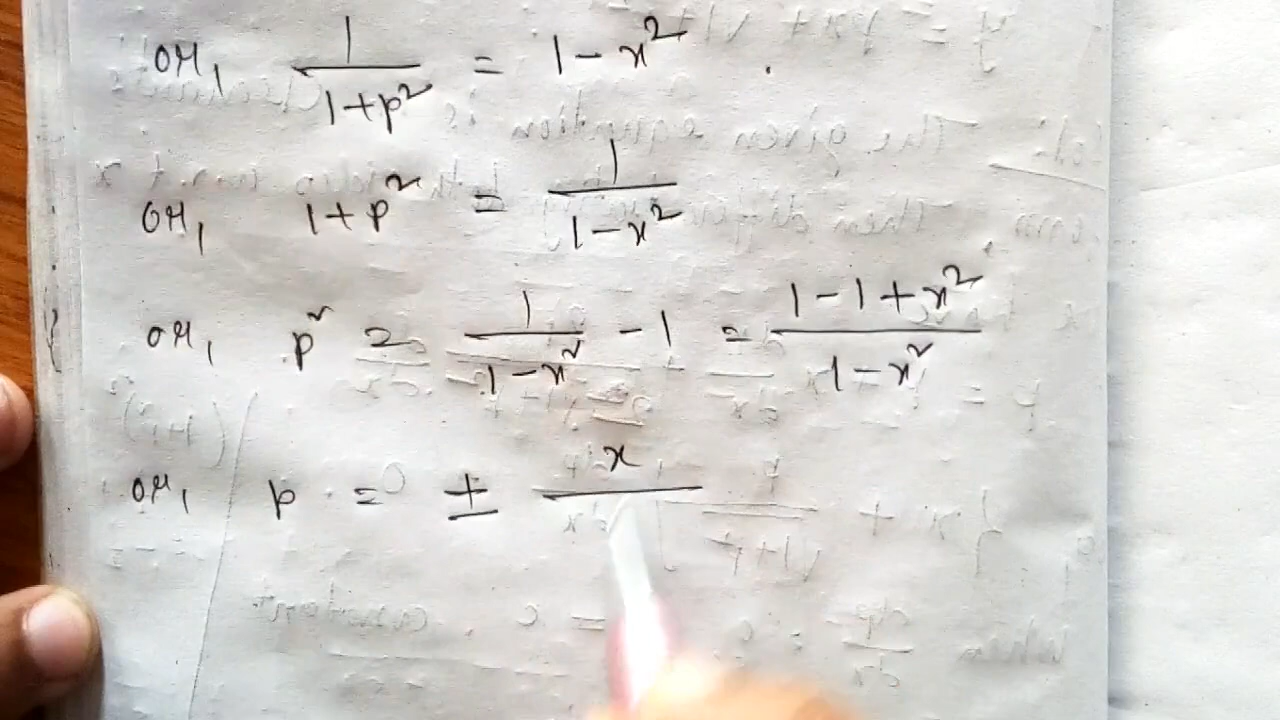 or, 1/(1+p²) = 1-x²
or, 1+p² = 1/(1-x²)
or, p² = 1/(1-x²) - 1 = (1-1+x²)/(1-x²)
or, p = ± x/